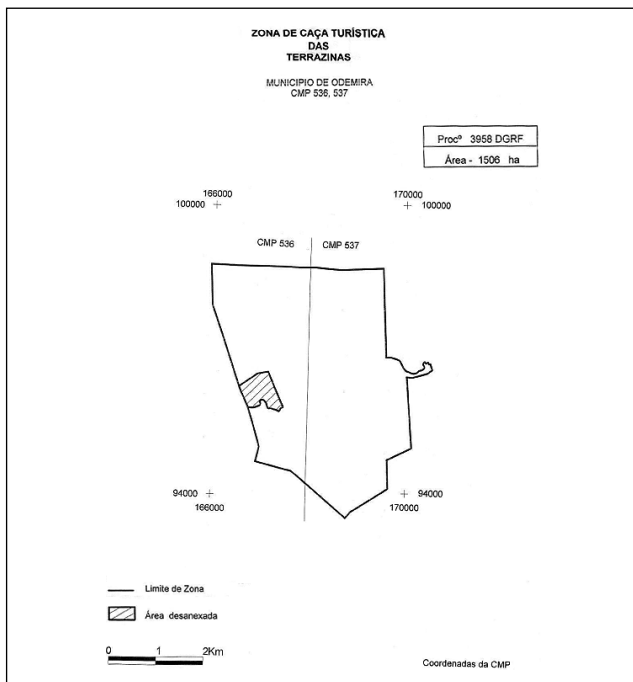 ZONA DE CAÇA TURÍSTICA
DAS
TERRAZINAS
MUNICIPIO DE ODEMIRA
CMP 536, 537
Procº 3958 DGRF
Área - 1506 ha
166000
170000
100000
100000
CMP 536
CMP 537
94000
94000
166000
170000
Limite de Zona
Área desanexada
0 1 2Km
Coordenadas da CMP